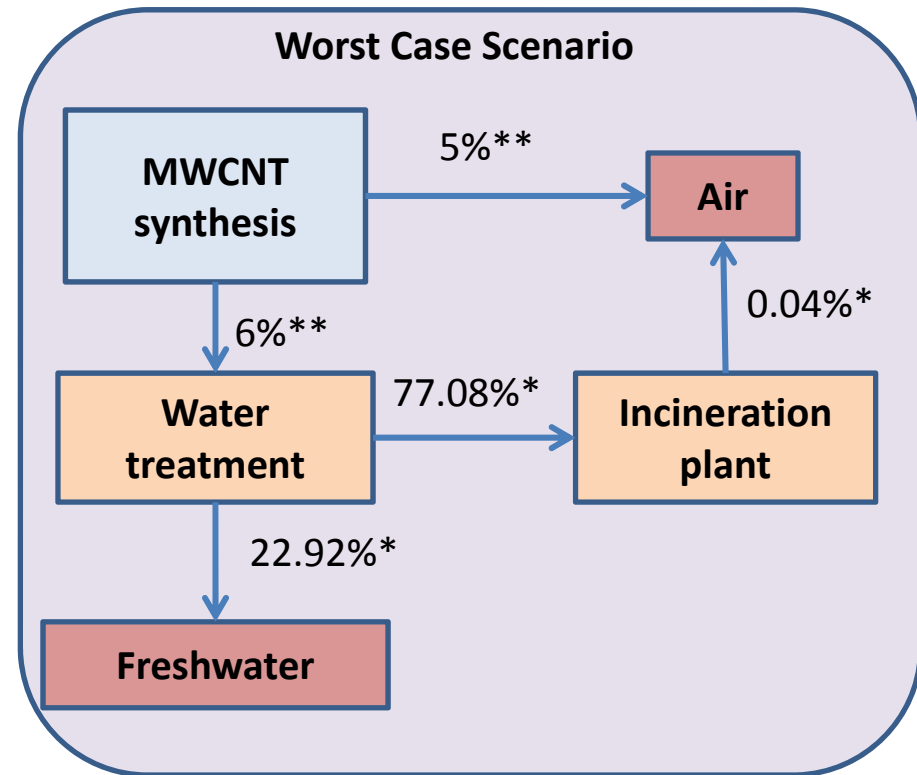 Worst Case Scenario
MWCNT
synthesis
5%**
Air
6%**
0.04%*
Water
treatment
77.08%*
Incineration
plant
22.92%*
Freshwater